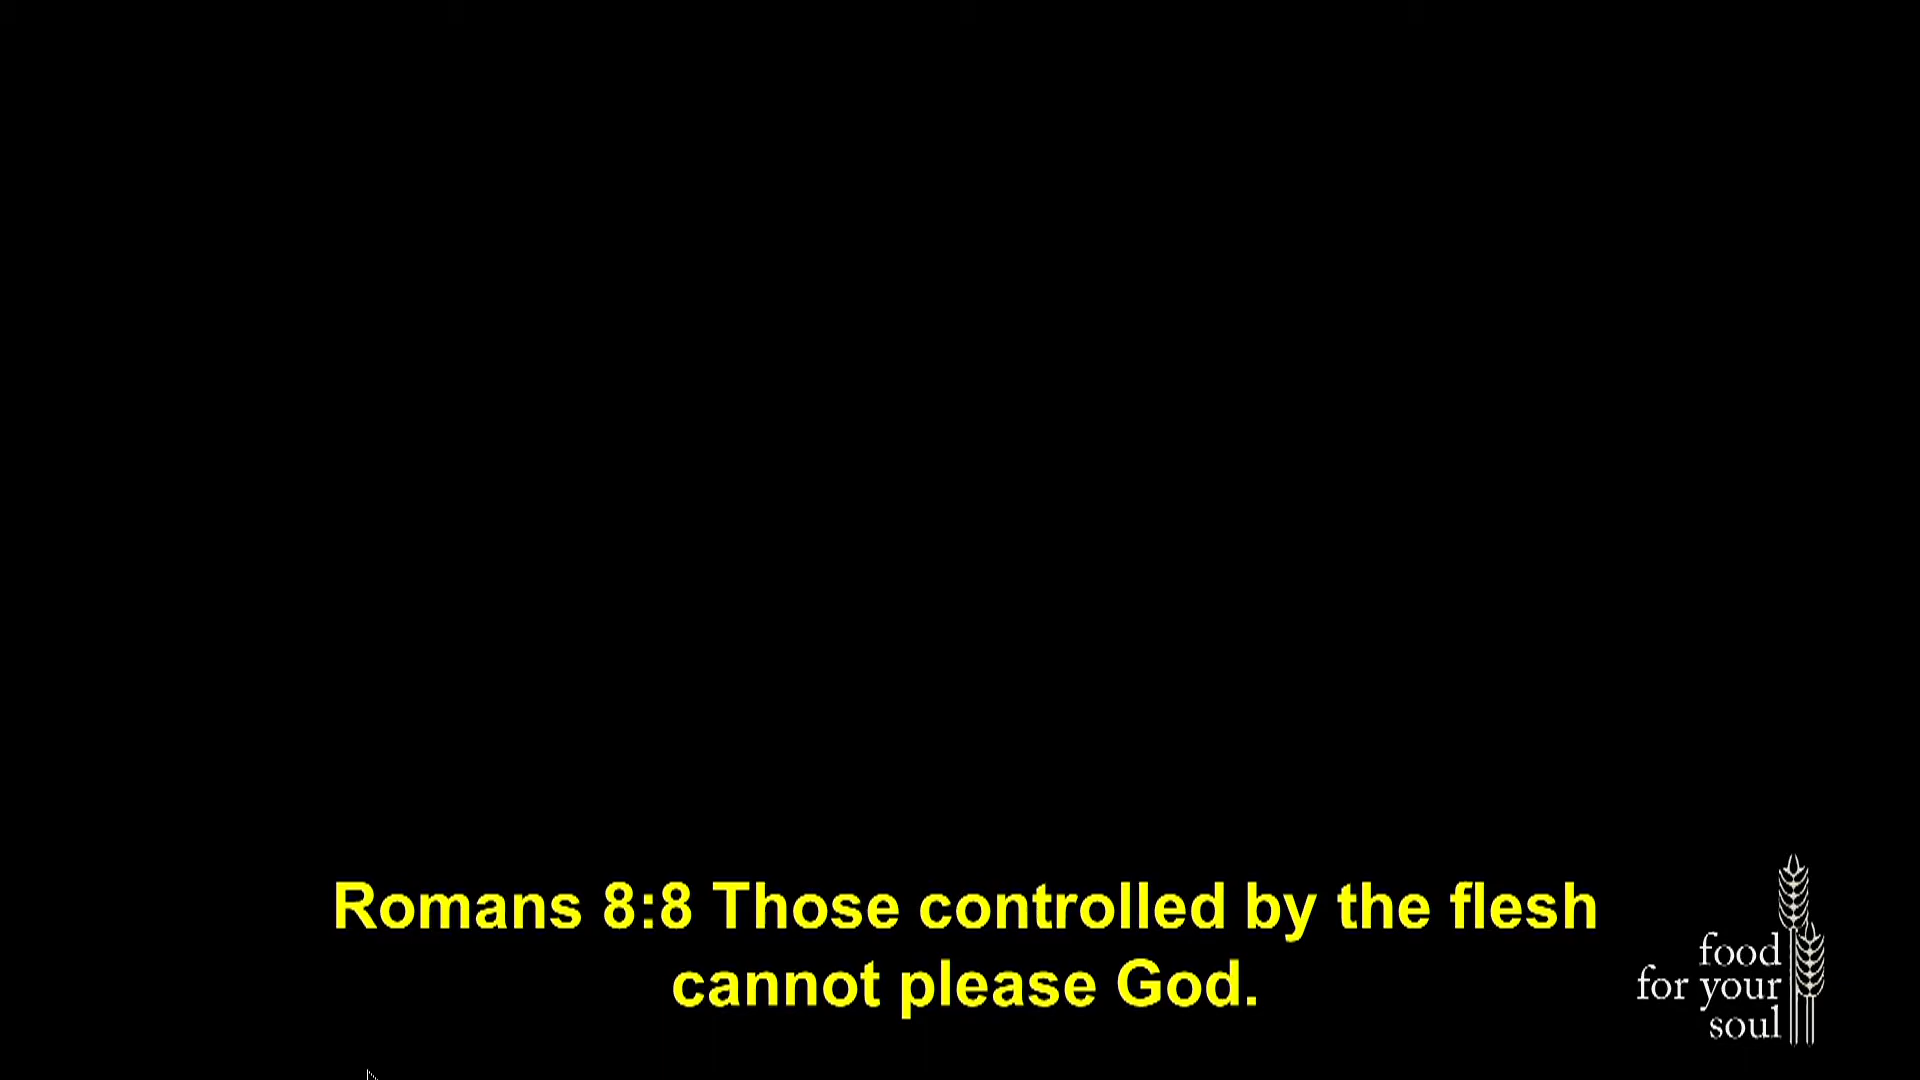 Romans 8:8 Those controlled by the flesh
cannot please God.
food
for your
soul